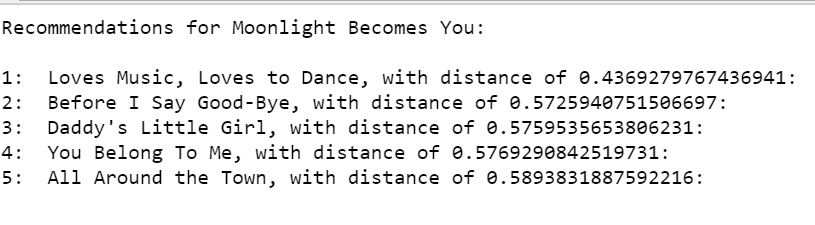 Recommendations for Moonlight Becomes You:
1: Loves Music, Loves to Dance, with distance of 0.4369279767436941:
2: Before I Say Good-Bye, with distance of 0.5725940751506697:
3: Daddy's Little Girl, with distance of 0.5759535653806231:
4: You Belong To Me, with distance of 0.5769290842519731:
5: All Around the Town, with distance of 0.5893831887592216: